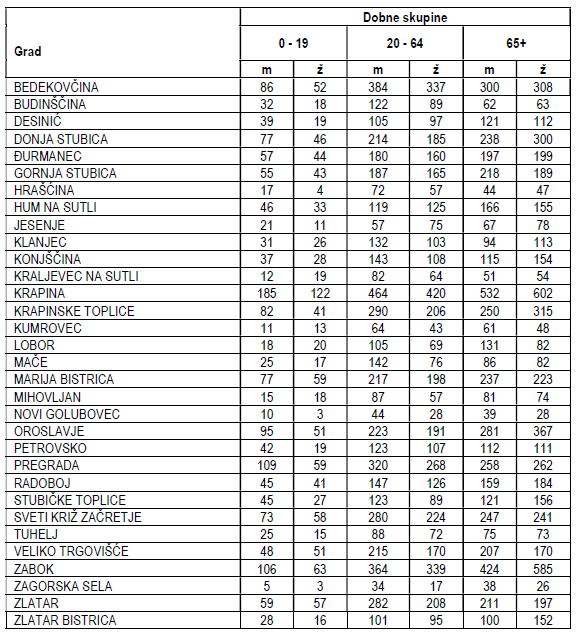 Dobne skupine
Grad
0 - 19 20 - 64 65+
m ž m ž m ž
BEDEKOVČINA 86 52 384 337 300 308
BUDINŠČINA 32 18 122 89 62 63
DESINIĆ 39 19 105 97 121 112
DONJA STUBICA 77 46 214 185 238 300
ĐURMANEC 57 44 180 160 197 199
GORNJA STUBICA 55 43 187 165 218 189
HRAŠĆINA 17 4 72 57 44 47
HUM NA SUTLI 46 33 119 125 166 155
JESENJE 21 11 57 75 67 78
KLANJEC 31 26 132 103 94 113
KONJŠČINA 37 28 143 108 115 154
KRALJEVEC NA SUTLI 12 19 82 64 51 54
KRAPINA 185 122 464 420 532 602
KRAPINSKE TOPLICE 82 41 290 206 250 315
KUMROVEC 11 13 64 43 61 48
LOBOR 18 20 105 69 131 82
MAČE 25 17 142 76 86 82
MARIJA BISTRICA 77 59 217 198 237 223
MIHOVLJAN 15 18 87 57 81 74
NOVI GOLUBOVEC 10 3 44 28 39 28
OROSLAVJE 95 51 223 191 281 367
PETROVSKO 42 19 123 107 112 111
PREGRADA 109 59 320 268 258 262
RADOBOJ 45 41 147 126 159 184
STUBIČKE TOPLICE 45 27 123 89 121 156
SVETI KRIŽ ZAČRETJE 73 58 280 224 247 241
TUHELJ 25 15 88 72 75 73
VELIKO TRGOVIŠĆE 48 51 215 170 207 170
ZABOK 106 63 364 339 424 585
ZAGORSKA SELA 5 3 34 17 38 26
ZLATAR 59 57 282 208 211 197
ZLATAR BISTRICA 28 16 101 95 100 152